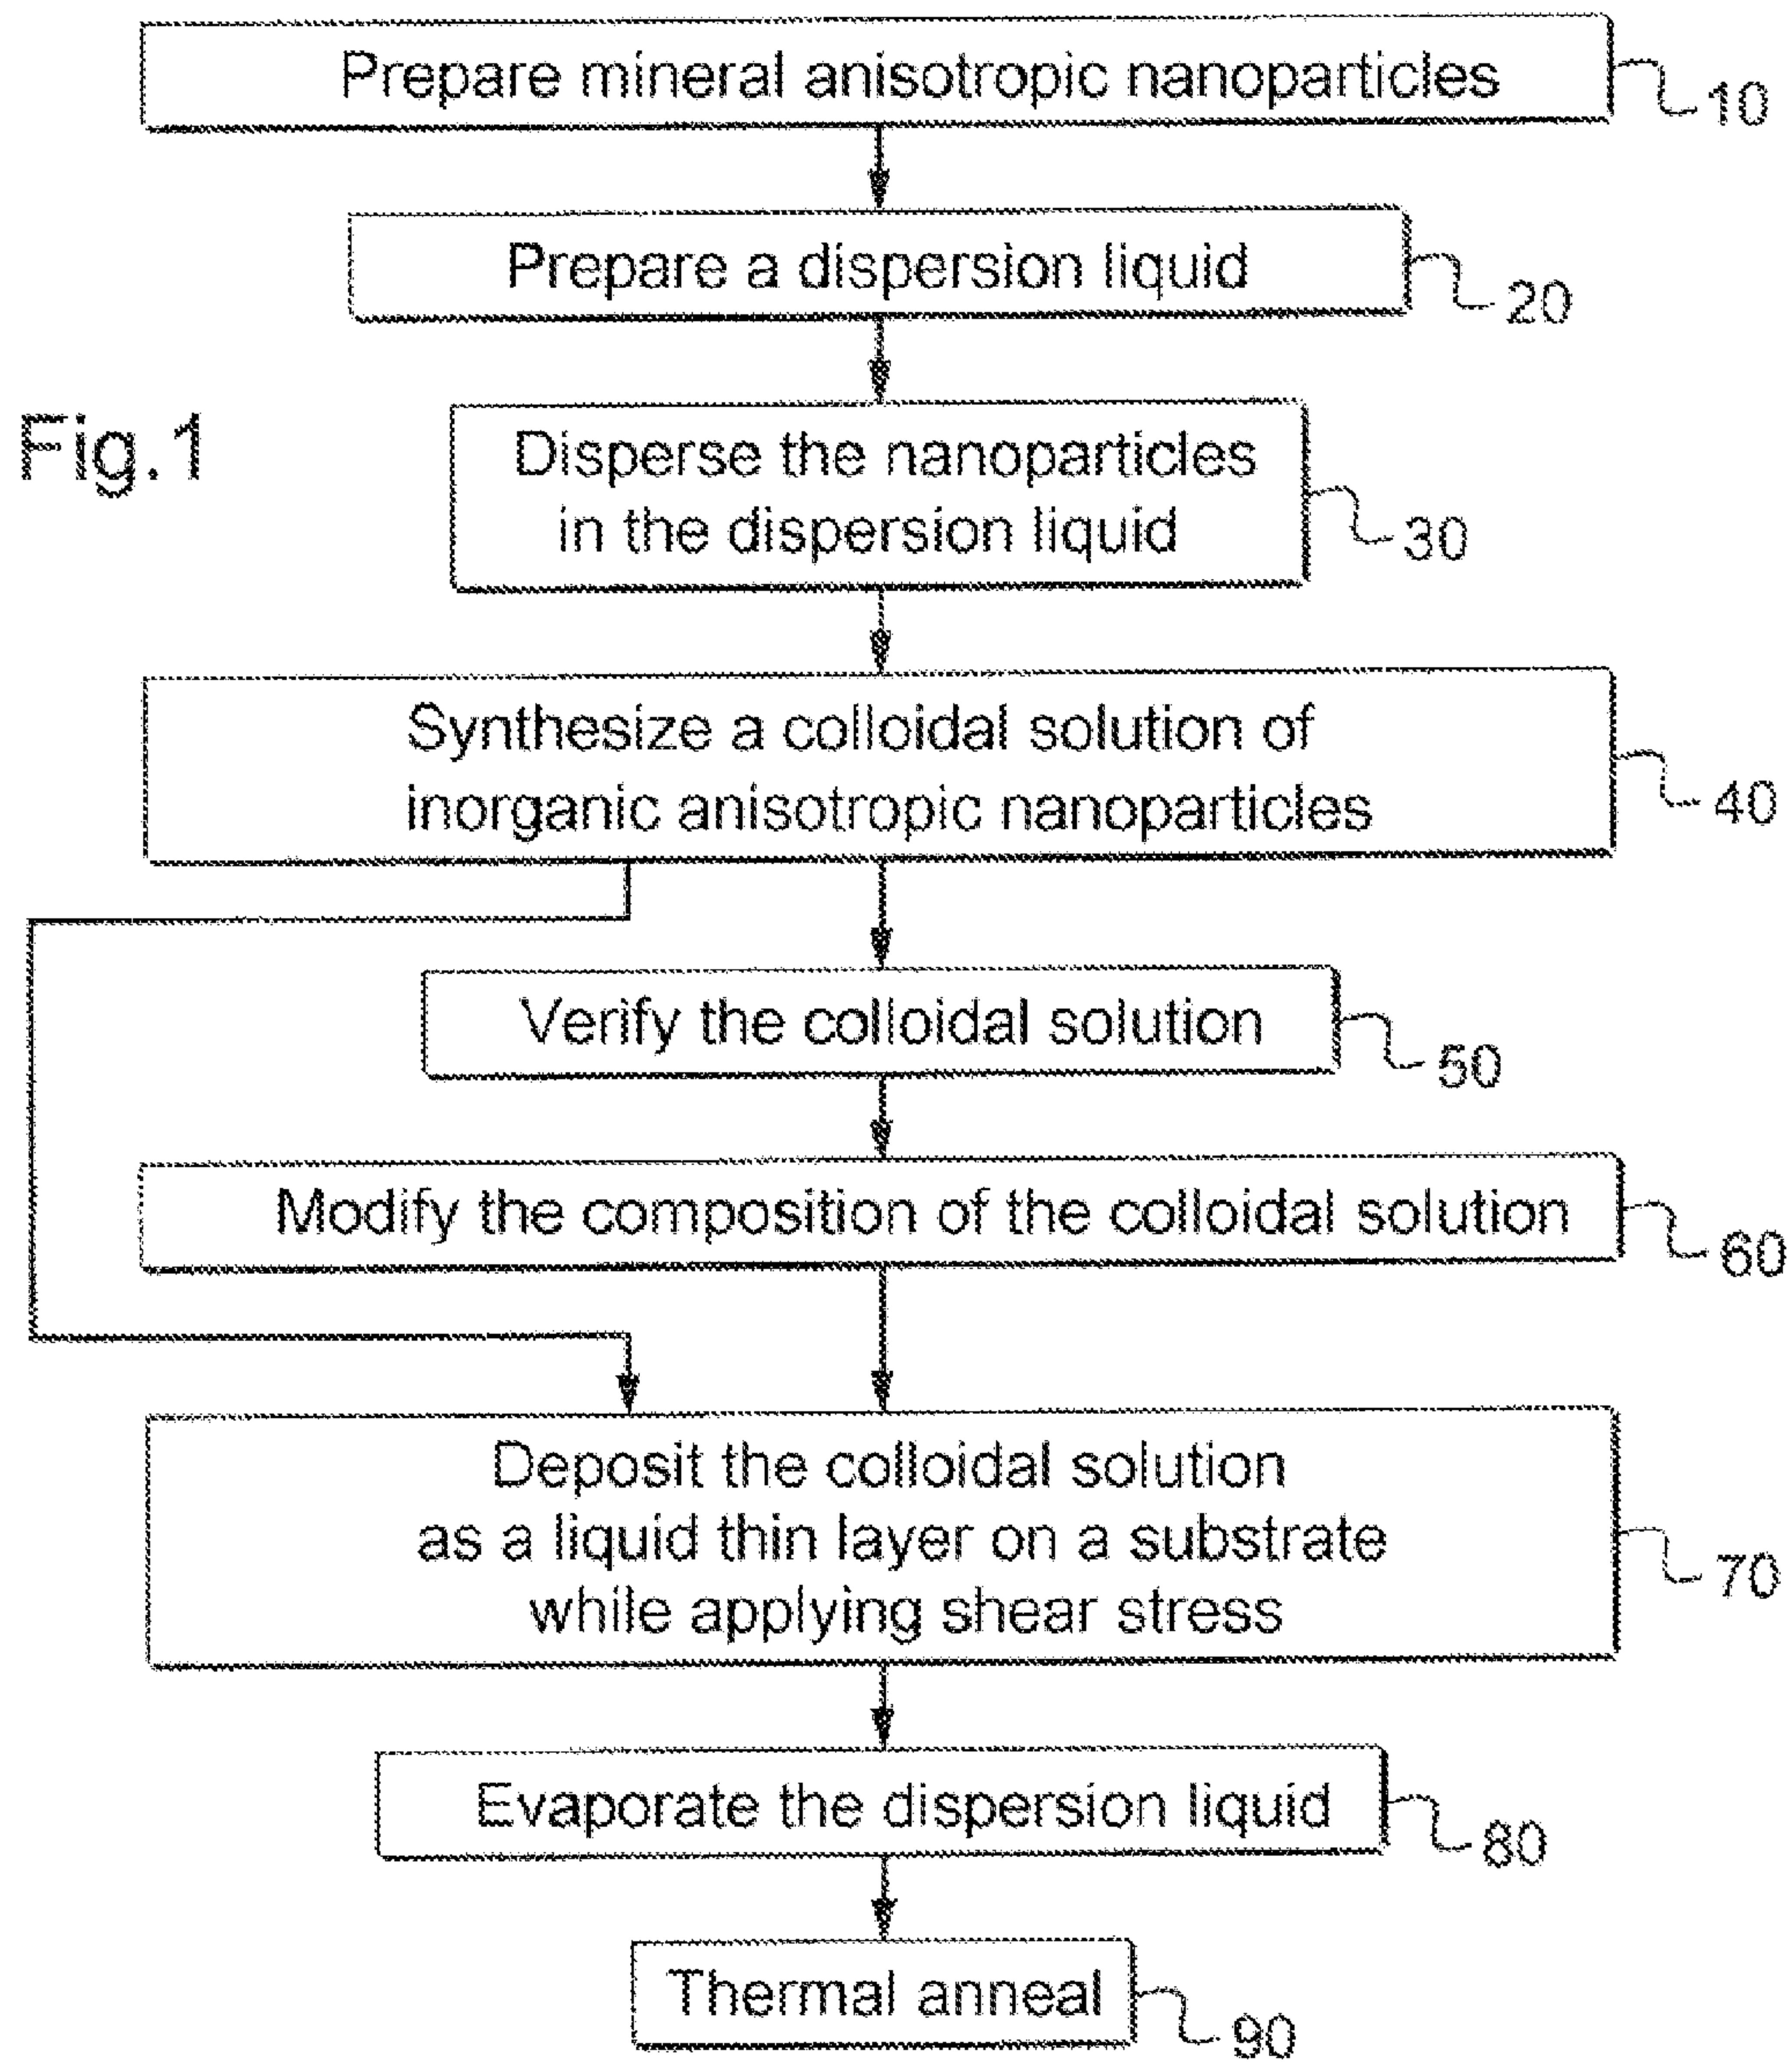 Prepare mineral anisotropic nanoparticles
10
Prepare a dispersion liquid
20
Fig.1
Disperse the nanoparticles
in the dispersion liquid
30
Synthesize a colloidal solution of
inorganic anisotropic nanoparticles
40
Verify the colloidal solution
50
Modify the composition of the colloidal solution
60
Deposit the colloidal solution
as a liquid thin layer on a substrate
while applying shear stress
70
Evaporate the dispersion liquid
80
Thermal anneal
90